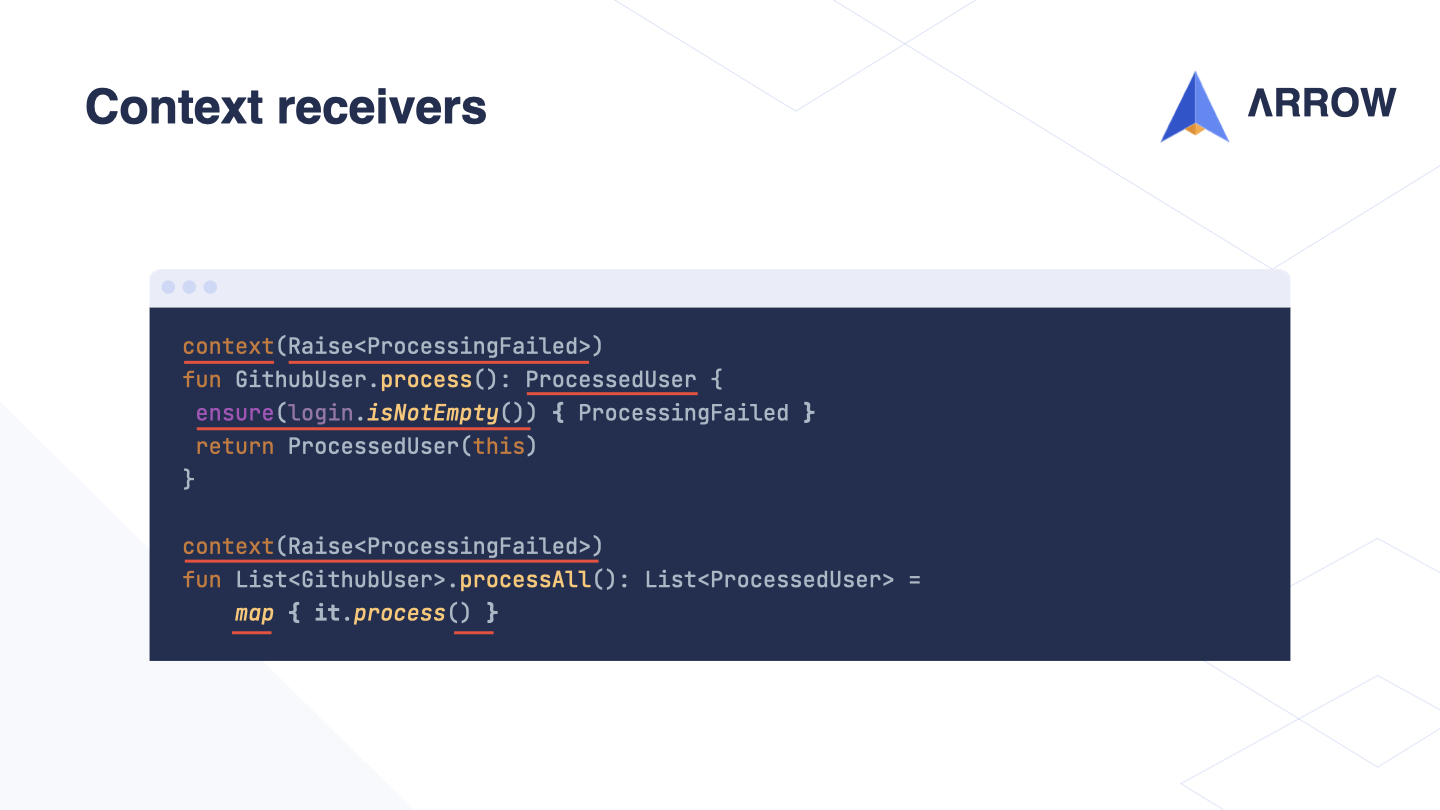 Context receivers
ΛRROW
context(Raise<ProcessingFailed>)
fun GithubUser.process(): ProcessedUser {
 ensure(login.isNotEmpty()) { ProcessingFailed }
 return ProcessedUser(this)
}
context(Raise<ProcessingFailed>)
fun List<GithubUser>.processAll(): List<ProcessedUser> =
    map { it.process() }